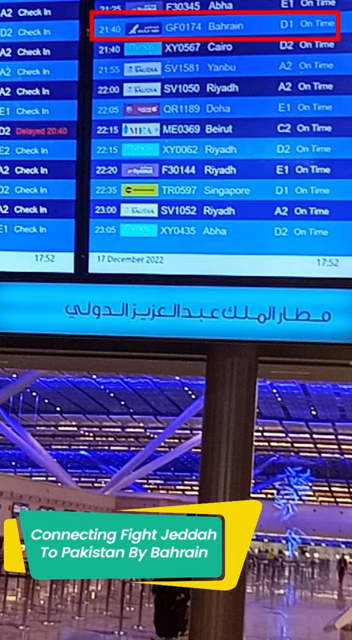 21:25 F30345 Abha E1 On Time
A2 Check In
21:40 GF0174 Bahrain D1 On Time
D2 Check In
21:40 XY0567 Cairo D2 On Time
A2 Check In
21:55 SAUDIA SV1581 Yanbu A2 On Time
A2 Check In
22:00 SAUDIA SV1050 Riyadh A2 On Time
A2 Check In
22:05 QR1189 Doha E1 On Time
E1 Check In
22:15 MEA ME0369 Beirut C2 On Time
D2 Delayed 20:40
22:15 XY0062 Riyadh D2 On Time
E2 Check In
22:20 F30144 Riyadh E1 On Time
A2 Check In
22:35 TR0597 Singapore D1 On Time
D2 Check In
23:00 SAUDIA SV1052 Riyadh A2 On Time
A2 Check In
23:05 XY0435 Abha D2 On Time
E1 Check In
17:52
17 December 2022 17:52
مطار الملك عبدالعزيز الدولي
Connecting Fight Jeddah
To Pakistan By Bahrain